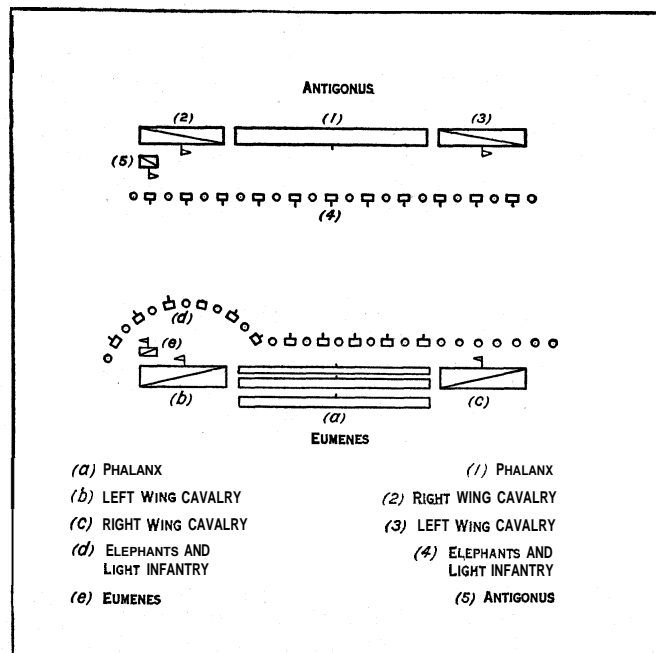 ANTIGONUS
(2) (1) (3)
(5)
(4)
(d)
(e)
(b) (c)
(a)
EUMENES
(a) PHALANX
(b) LEFT WING CAVALRY
(c) RIGHT WING CAVALRY
(d) ELEPHANTS AND
LIGHT INFANTRY
(e) EUMENES
(1) PHALANX
(2) RIGHT WING CAVALRY
(3) LEFT WING CAVALRY
(4) ELEPHANTS AND
LIGHT INFANTRY
(5) ANTIGONUS